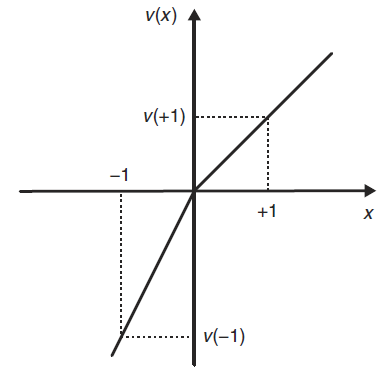 v(x)
v(+1)
−1
+1
x
v(−1)